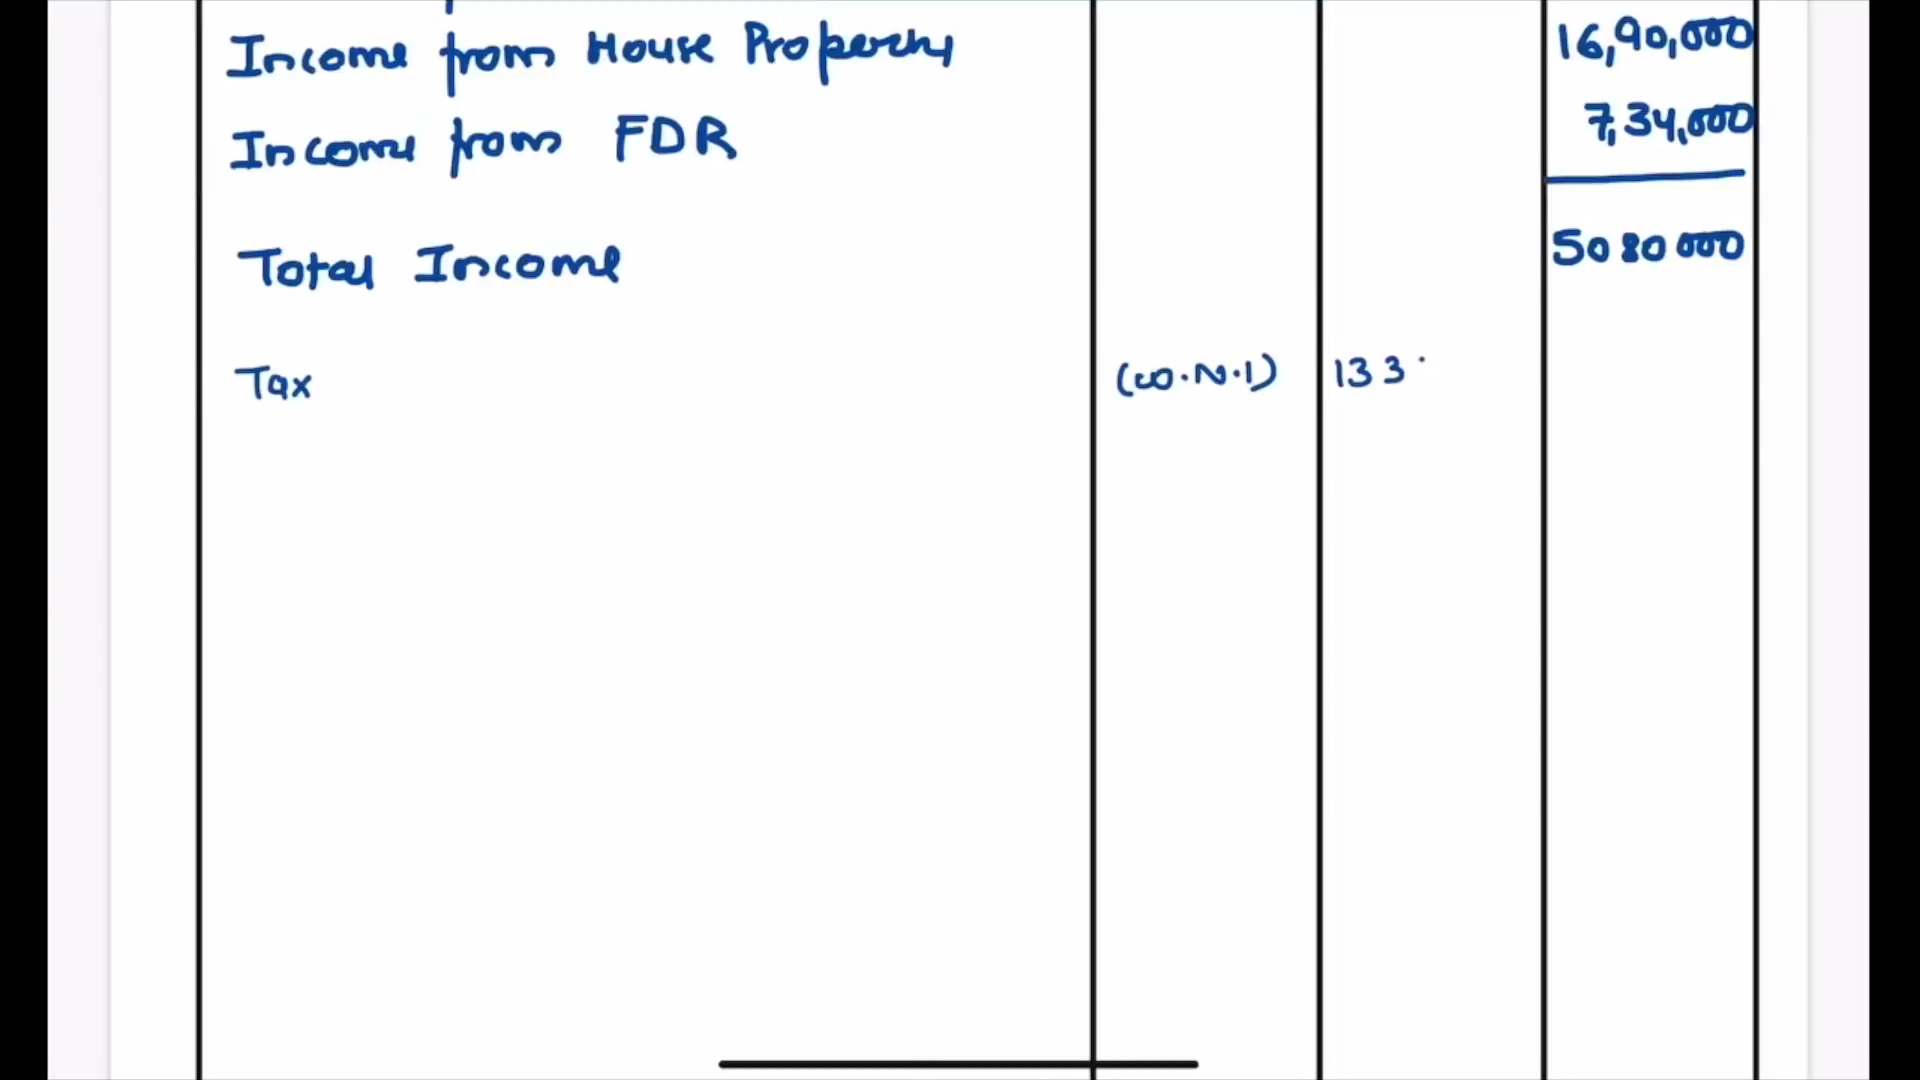 Income from House Property 16,90,000
Income from FDR 7,34,000
Total Income 5080000
Tax (W.N.1) 133